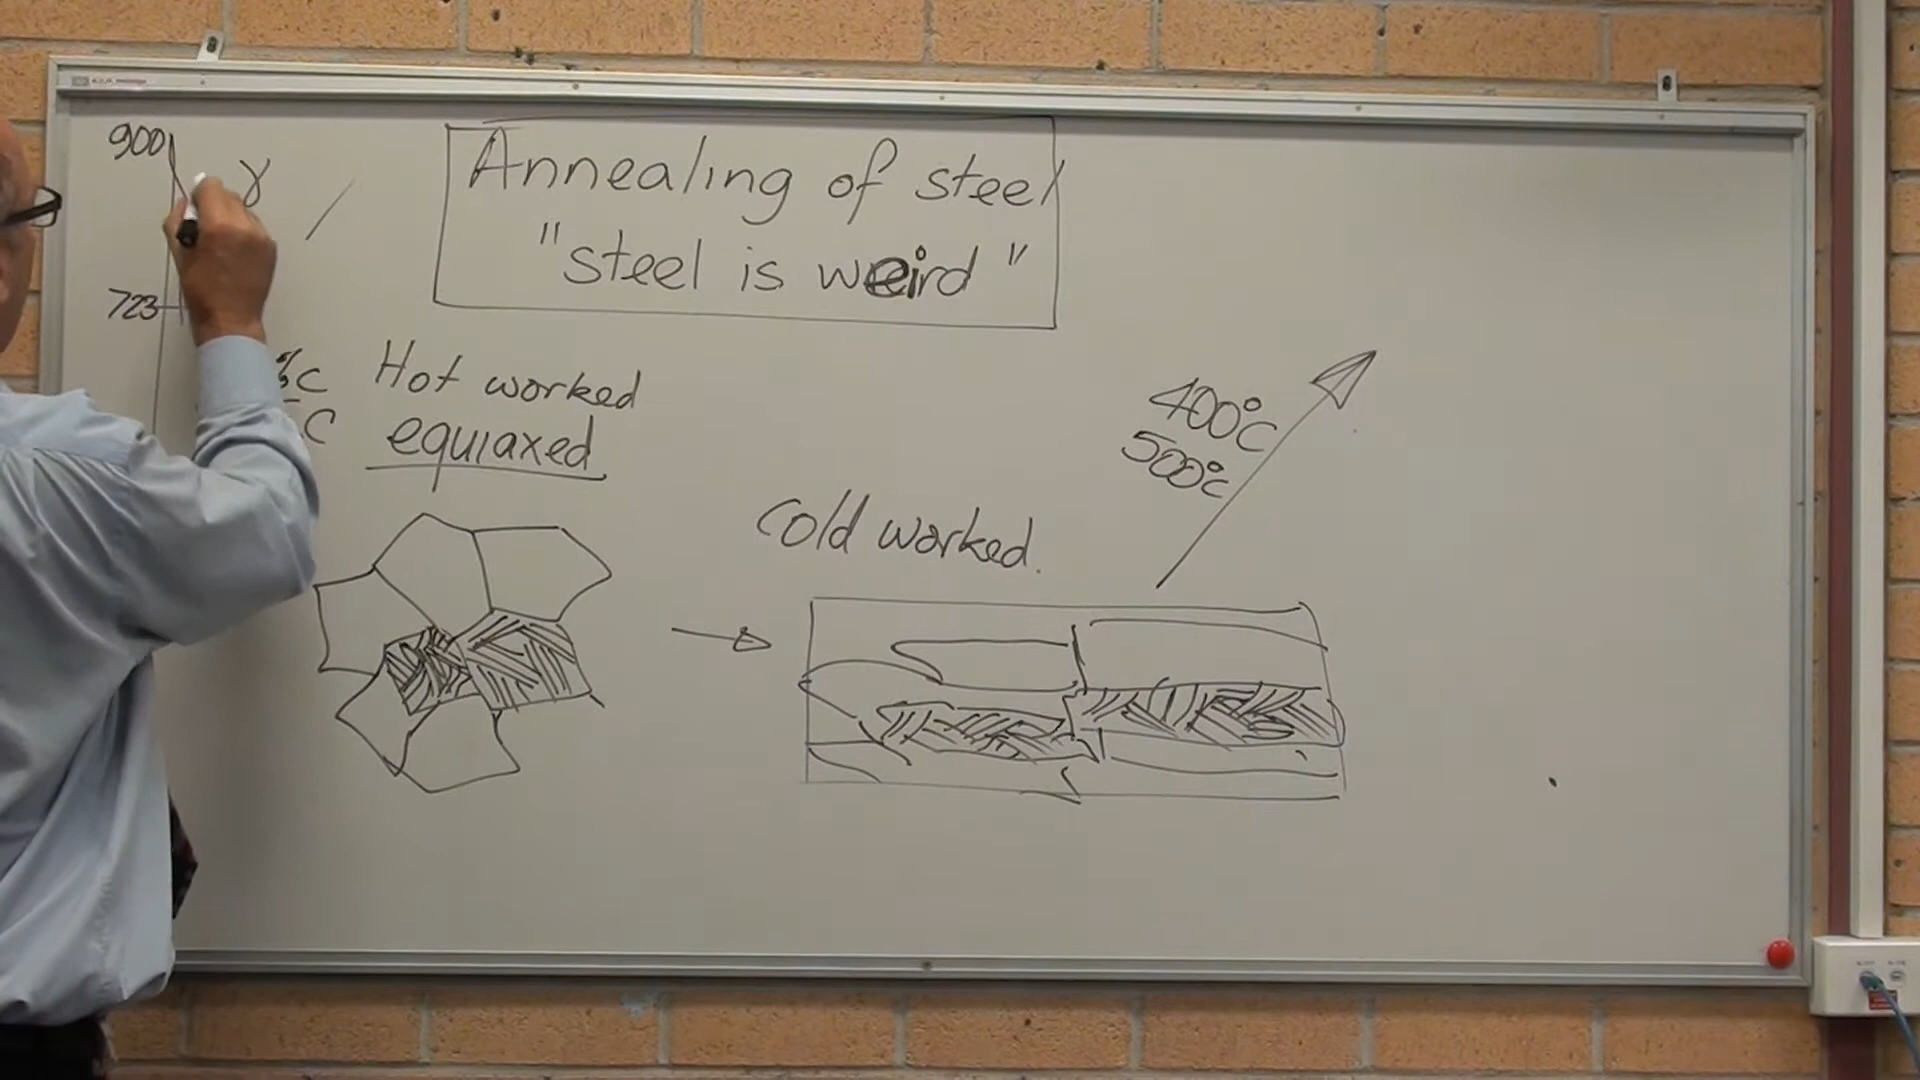 900
γ
723
Annealing of steel
"steel is weird"
%C Hot worked
C equiaxed
400°C
500°C
Cold worked.